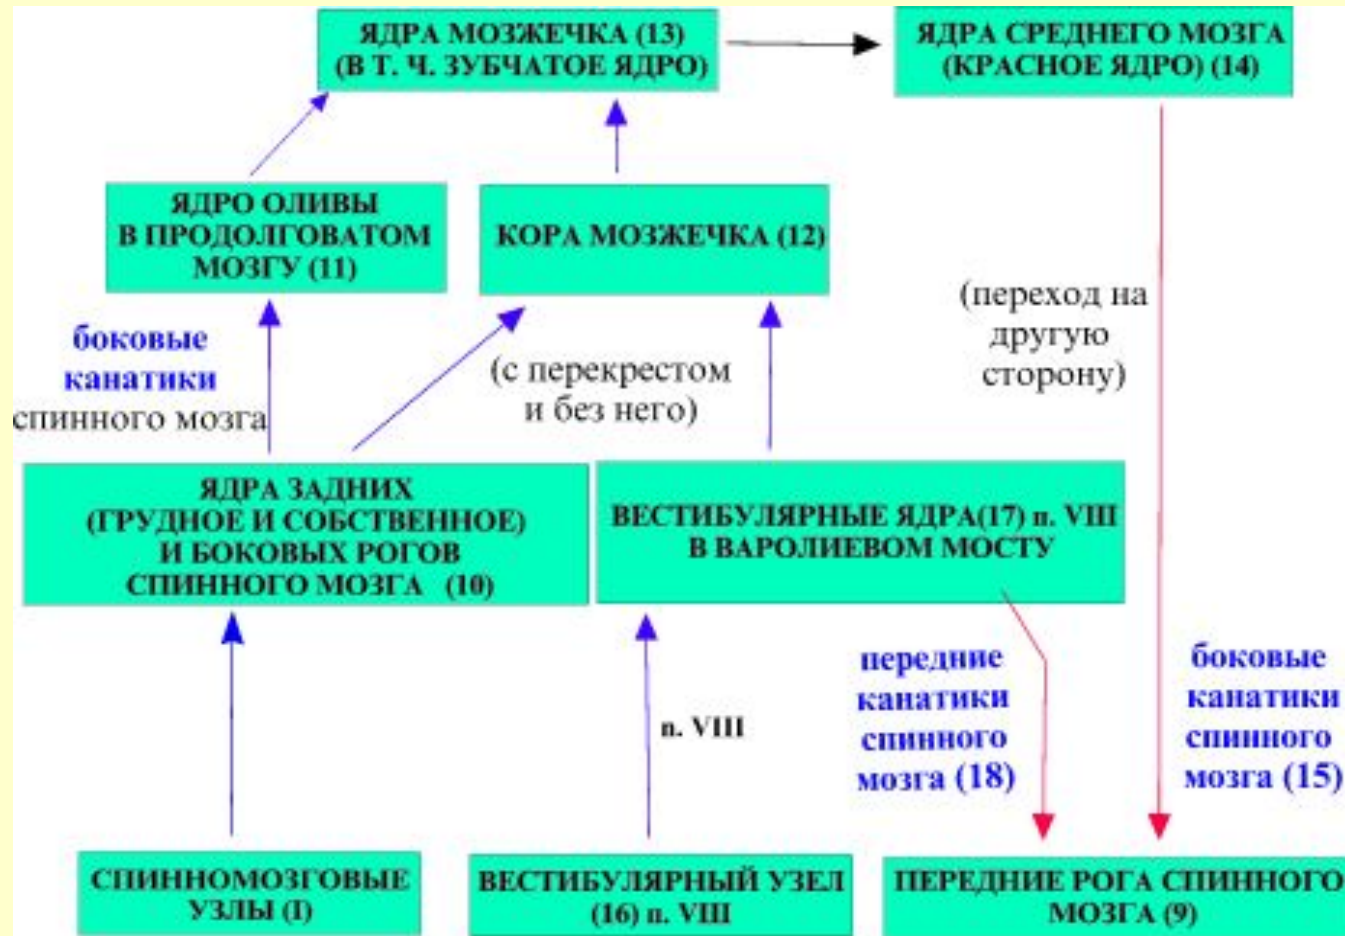 ЯДРА МОЗЖЕЧКА (13)
(В Т. Ч. ЗУБЧАТОЕ ЯДРО)
ЯДРА СРЕДНЕГО МОЗГА
(КРАСНОЕ ЯДРО) (14)
ЯДРО ОЛИВЫ
В ПРОДОЛГОВАТОМ
МОЗГУ (11)
КОРА МОЗЖЕЧКА (12)
(переход на
другую
сторону)
боковые
канатики
спинного мозга
(с перекрестом
и без него)
ЯДРА ЗАДНИХ
(ГРУДНОЕ И СОБСТВЕННОЕ)
И БОКОВЫХ РОГОВ
СПИННОГО МОЗГА (10)
ВЕСТИБУЛЯРНЫЕ ЯДРА(17) п. VIII
В ВАРОЛИЕВОМ МОСТУ
передние
канатики
спинного
мозга (18)
боковые
канатики
спинного
мозга (15)
п. VIII
СПИННОМОЗГОВЫЕ
УЗЛЫ (I)
ВЕСТИБУЛЯРНЫЙ УЗЕЛ
(16) п. VIII
ПЕРЕДНИЕ РОГА СПИННОГО
МОЗГА (9)